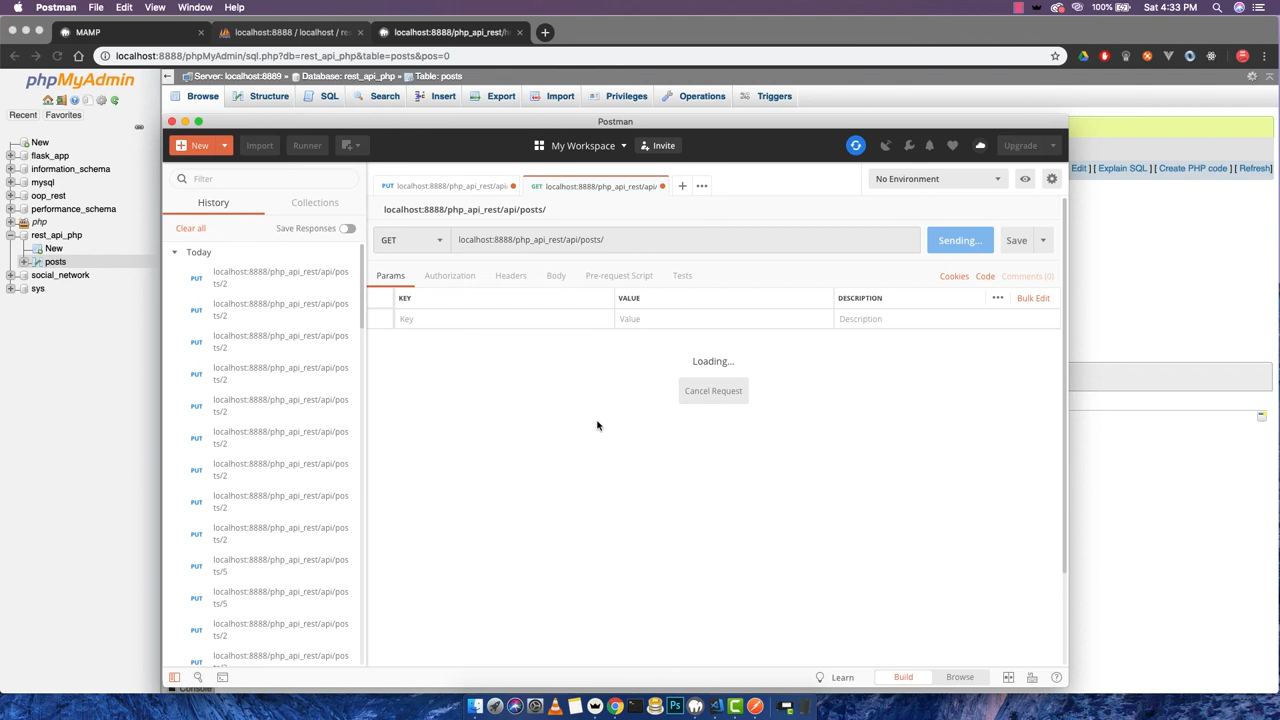 Postman File Edit View Window Help
100% Sat 4:33 PM
MAMP
localhost:8888 / localhost / re
localhost:8888/php_api_rest/
localhost:8888/phpMyAdmin/sql.php?db=rest_api_php&table=posts&pos=0
phpMyAdmin
Server: localhost:8889 Database: rest_api_php Table: posts
Browse Structure SQL Search Insert Export Import Privileges Operations Triggers
Recent Favorites
New
flask_app
information_schema
mysql
oop_rest
performance_schema
php
rest_api_php
New
posts
social_network
sys
Edit ] [ Explain SQL ] [ Create PHP code ] [ Refresh]
Postman
New Import Runner My Workspace Invite Upgrade
Filter
History Collections
Clear all Save Responses
Today
PUT localhost:8888/php_api_rest/api/pos
ts/2
PUT localhost:8888/php_api_rest/api/pos
ts/2
PUT localhost:8888/php_api_rest/api/pos
ts/2
PUT localhost:8888/php_api_rest/api/pos
ts/2
PUT localhost:8888/php_api_rest/api/pos
ts/2
PUT localhost:8888/php_api_rest/api/pos
ts/2
PUT localhost:8888/php_api_rest/api/pos
ts/2
PUT localhost:8888/php_api_rest/api/pos
ts/2
PUT localhost:8888/php_api_rest/api/pos
ts/2
PUT localhost:8888/php_api_rest/api/pos
ts/5
PUT localhost:8888/php_api_rest/api/pos
ts/5
PUT localhost:8888/php_api_rest/api/pos
ts/2
PUT localhost:8888/php_api_rest/api/pos
PUT localhost:8888/php_api_rest/api/
GET localhost:8888/php_api_rest/api/
No Environment
localhost:8888/php_api_rest/api/posts/
GET localhost:8888/php_api_rest/api/posts/ Sending... Save
Params Authorization Headers Body Pre-request Script Tests Cookies Code Comments (0)
KEY VALUE DESCRIPTION Bulk Edit
Key Value Description
Loading...
Cancel Request
Learn Build Browse
Console